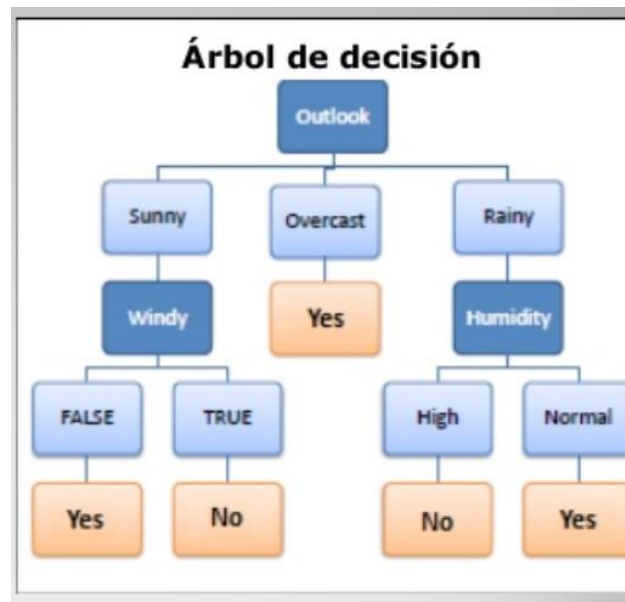 Árbol de decisión
Outlook
Sunny
Overcast
Rainy
Windy
Yes
Humidity
FALSE
TRUE
High
Normal
Yes
No
No
Yes